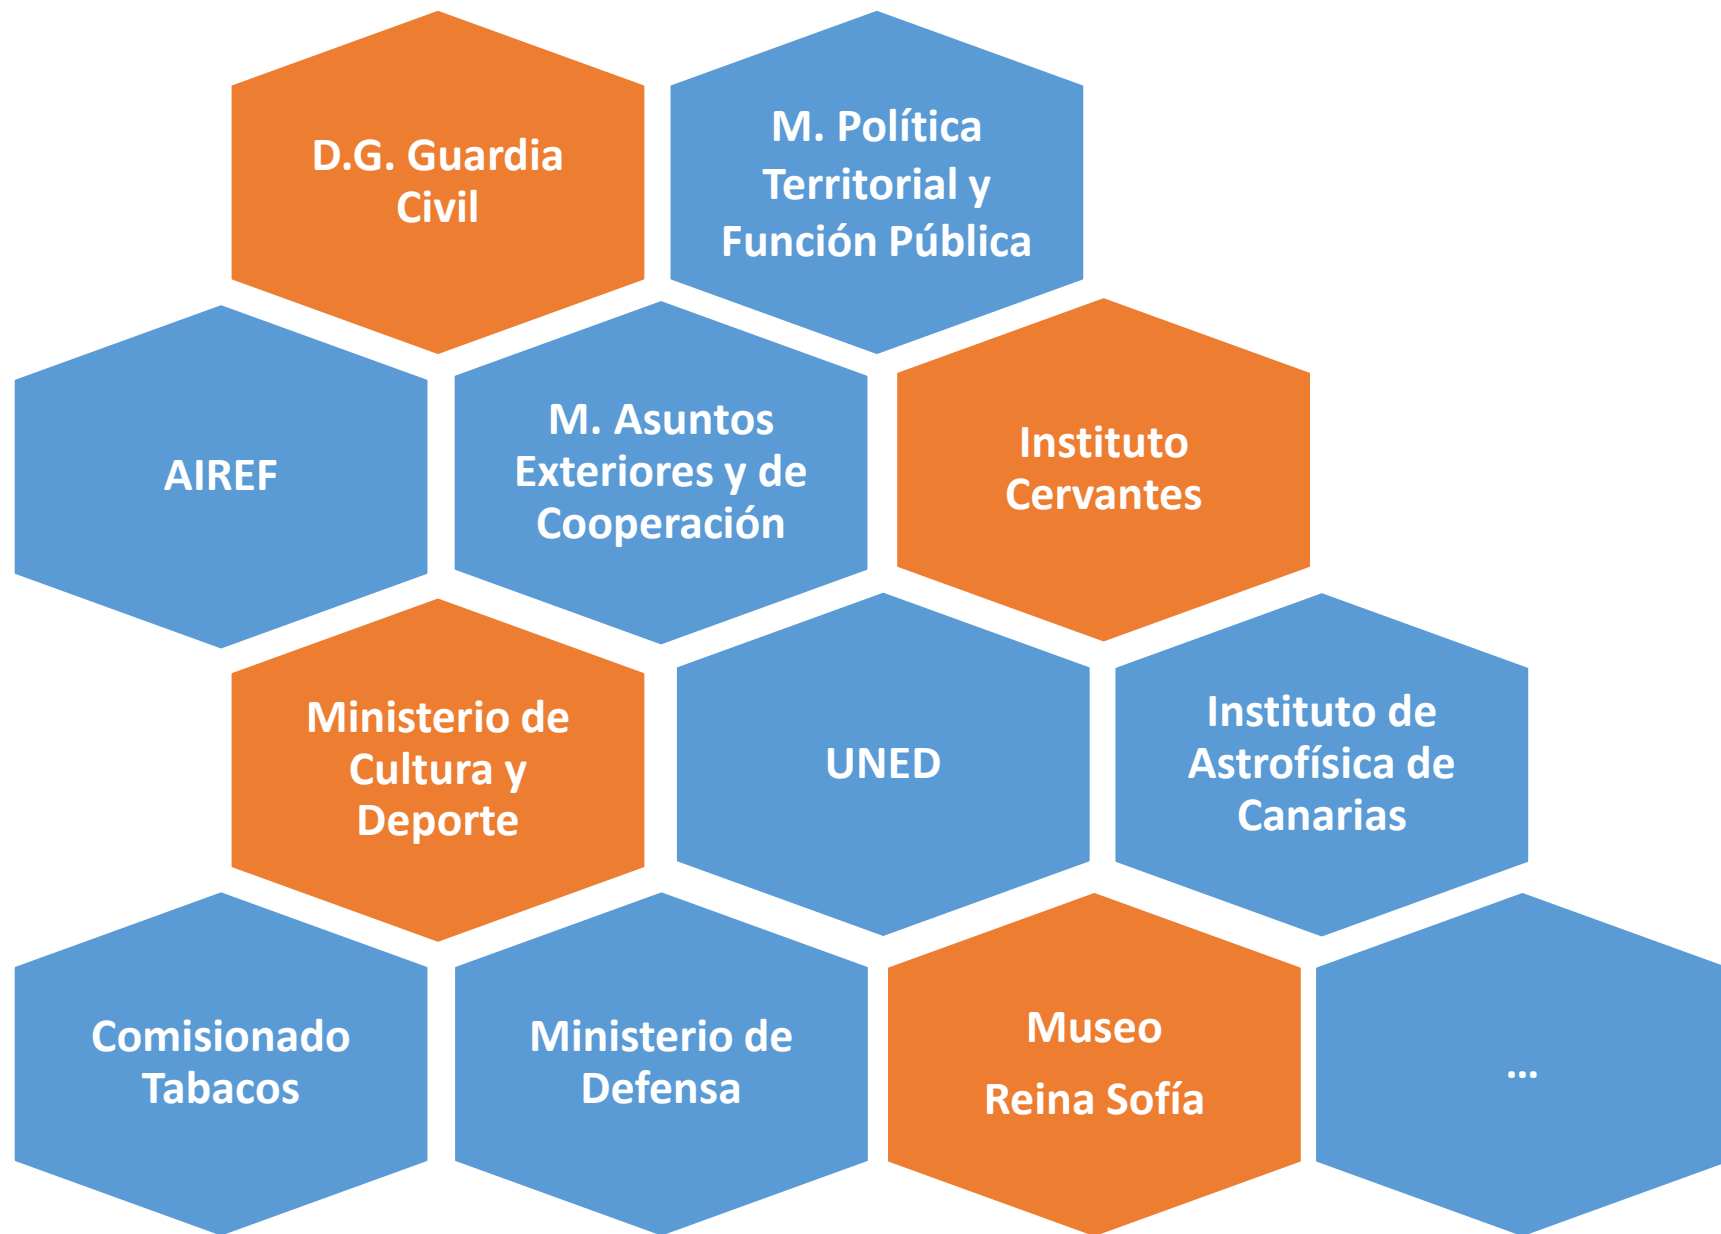 D.G. Guardia
Civil
M. Política
Territorial y
Función Pública
AIREF
M. Asuntos
Exteriores y de
Cooperación
Instituto
Cervantes
Ministerio de
Cultura y
Deporte
UNED
Instituto de
Astrofísica de
Canarias
Comisionado
Tabacos
Ministerio de
Defensa
Museo
Reina Sofía
...